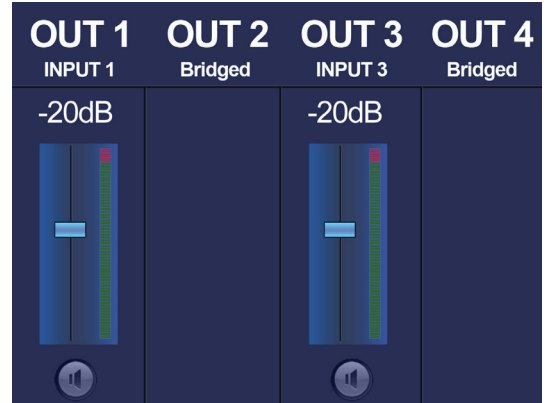 OUT 1 OUT 2 OUT 3 OUT 4
INPUT 1 Bridged INPUT 3 Bridged
-20dB -20dB